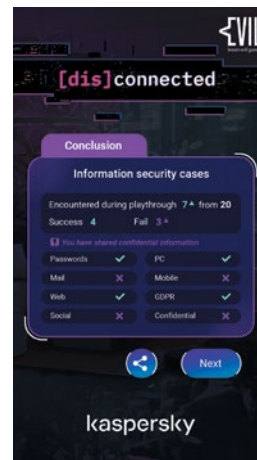 [dis]connected
Conclusion
Information security cases
Encountered during playthrough 7 from 20
Success 4 Fail 3
You have shared confidential information
Passwords ✓ PC ✓
Mail ✗ Mobile ✗
Web ✓ GDPR ✓
Social ✗ Confidential ✗
Next
kaspersky